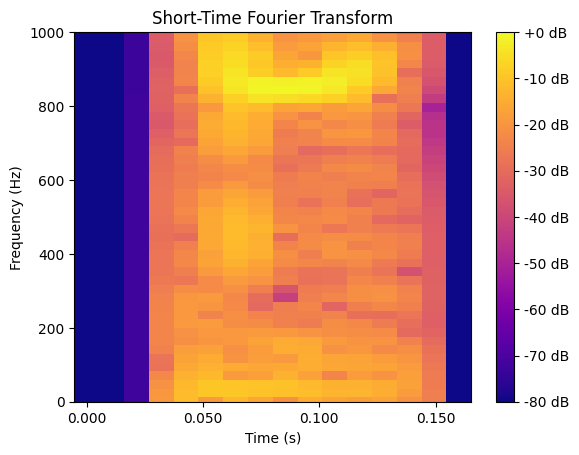 Short-Time Fourier Transform
1000
800
600
400
200
0
Frequency (Hz)
0.000
0.050
0.100
0.150
Time (s)
+0 dB
-10 dB
-20 dB
-30 dB
-40 dB
-50 dB
-60 dB
-70 dB
-80 dB